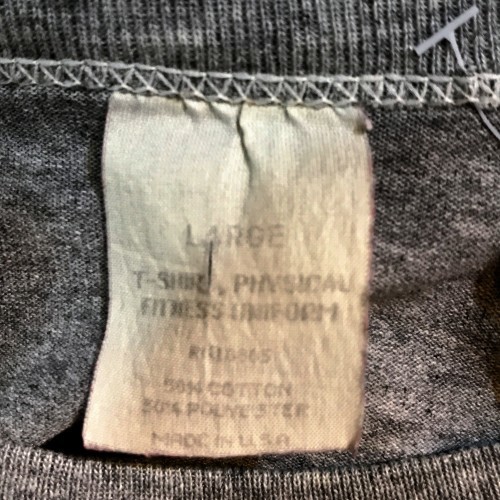 LARGE
T-SHIRT, PHYSICAL
FITNESS UNIFORM
50% COTTON
50% POLYESTER
MADE IN U.S.A